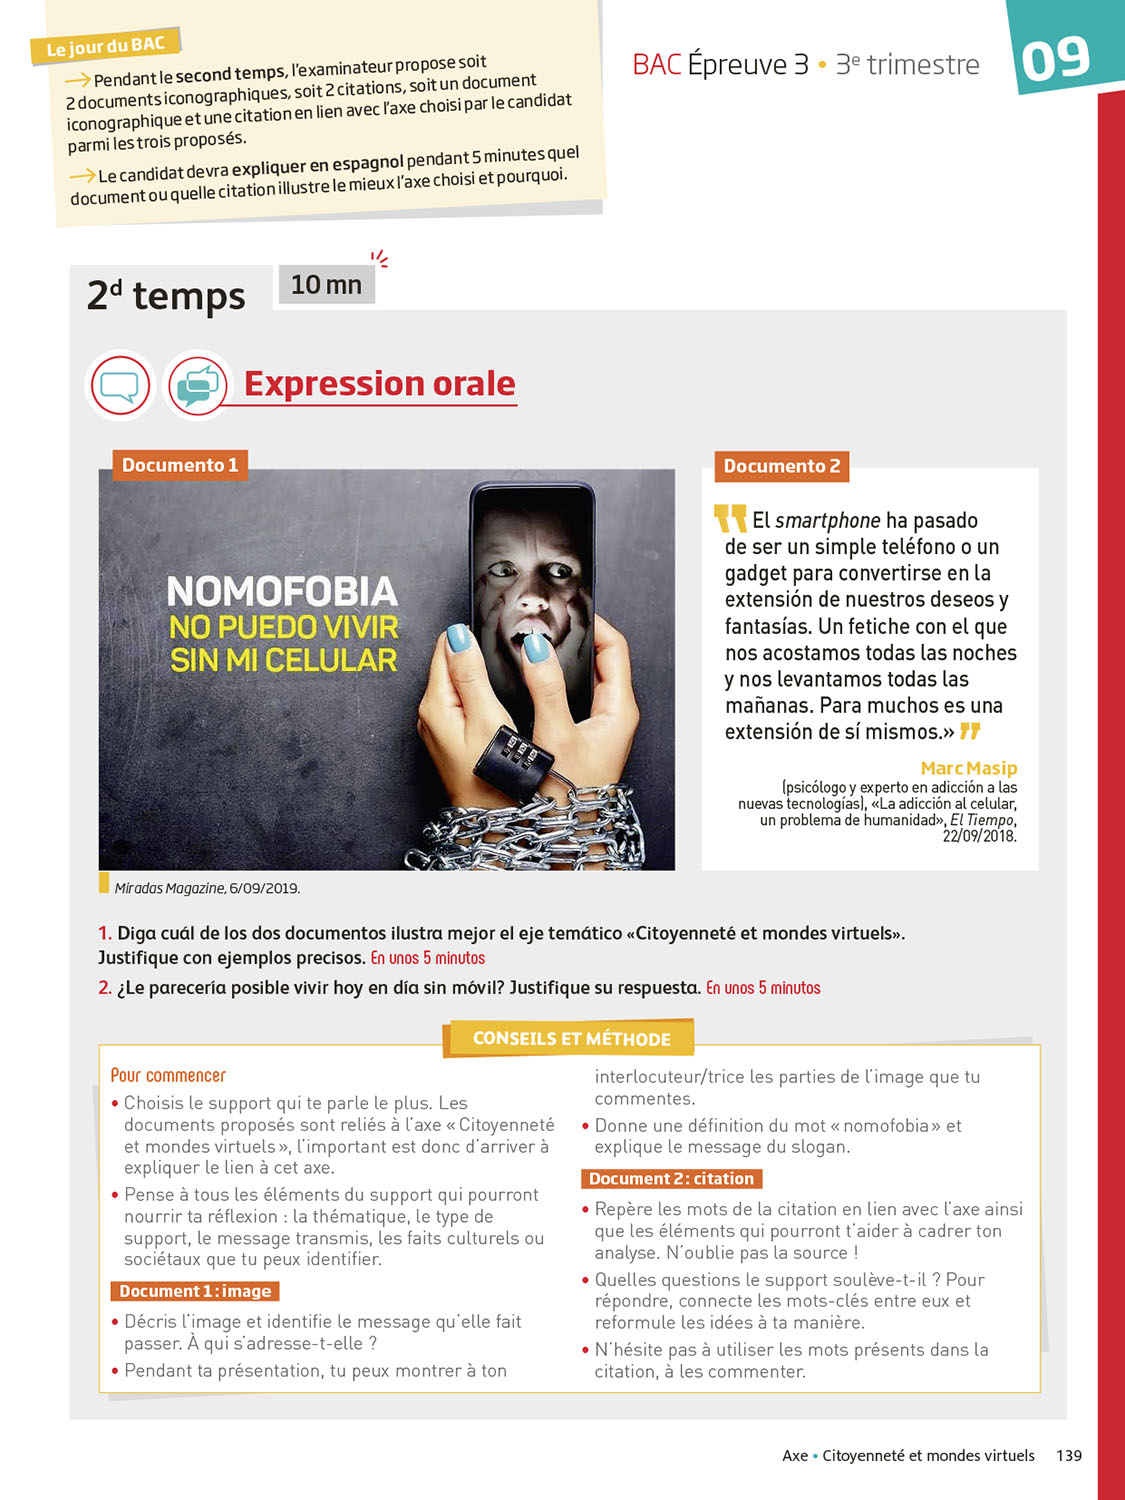 Le jour du BAC
Pendant le second temps, l'examinateur propose soit
2 documents iconographiques, soit 2 citations, soit un document
iconographique et une citation en lien avec l'axe choisi par le candidat
parmi les trois proposés.
Le candidat devra expliquer en espagnol pendant 5 minutes quel
document ou quelle citation illustre le mieux l'axe choisi et pourquoi.
BAC Épreuve 3 • 3e trimestre
09
2d temps
10 mn
Expression orale
Documento 1
NOMOFOBIA
NO PUEDO VIVIR
SIN MI CELULAR
Miradas Magazine, 6/09/2019.
Documento 2
El smartphone ha pasado
de ser un simple teléfono o un
gadget para convertirse en la
extensión de nuestros deseos y
fantasías. Un fetiche con el que
nos acostamos todas las noches
y nos levantamos todas las
mañanas. Para muchos es una
extensión de sí mismos.»
Marc Masip
(psicólogo y experto en adicción a las
nuevas tecnologías), «La adicción al celular,
un problema de humanidad», El Tiempo,
22/09/2018.
1. Diga cuál de los dos documentos ilustra mejor el eje temático «Citoyenneté et mondes virtuels».
Justifique con ejemplos precisos. En unos 5 minutos
2. ¿Le parecería posible vivir hoy en día sin móvil? Justifique su respuesta. En unos 5 minutos
CONSEILS ET MÉTHODE
Pour commencer
• Choisis le support qui te parle le plus. Les
documents proposés sont reliés à l'axe « Citoyenneté
et mondes virtuels », l'important est donc d'arriver à
expliquer le lien à cet axe.
• Pense à tous les éléments du support qui pourront
nourrir ta réflexion : la thématique, le type de
support, le message transmis, les faits culturels ou
sociétaux que tu peux identifier.
Document 1 : image
• Décris l'image et identifie le message qu'elle fait
passer. À qui s'adresse-t-elle ?
• Pendant ta présentation, tu peux montrer à ton
interlocuteur/trice les parties de l'image que tu
commentes.
• Donne une définition du mot « nomofobia » et
explique le message du slogan.
Document 2 : citation
• Repère les mots de la citation en lien avec l'axe ainsi
que les éléments qui pourront t'aider à cadrer ton
analyse. N'oublie pas la source !
• Quelles questions le support soulève-t-il ? Pour
répondre, connecte les mots-clés entre eux et
reformule les idées à ta manière.
• N'hésite pas à utiliser les mots présents dans la
citation, à les commenter.
Axe • Citoyenneté et mondes virtuels 139